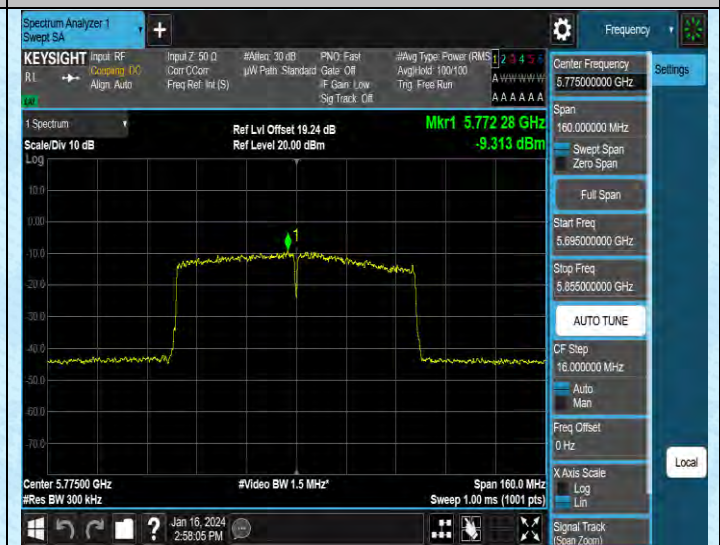 Spectrum Analyzer 1
Swept SA
+
Frequency
KEYSIGHT
RL
Input: RF
Coupling: DC
Align: Auto
Input Z: 50 Ω
Corr CCorr
Freq Ref: Int (S)
#Atten: 30 dB
µW Path: Standard
PNO: Fast
Gate: Off
IF Gain: Low
Sig Track: Off
#Avg Type: Power (RMS
Avg|Hold: 100/100
Trig: Free Run
1 2 3 4 5 6
A W W W W W
A A A A A A
1 Spectrum
Scale/Div 10 dB
Log
Ref Lvl Offset 19.24 dB
Ref Level 20.00 dBm
Mkr1 5.772 28 GHz
-9.313 dBm
10.0
0.00
-10.0
-20.0
-30.0
-40.0
-50.0
-60.0
-70.0
1
Center 5.77500 GHz
#Res BW 300 kHz
#Video BW 1.5 MHz*
Span 160.0 MHz
Sweep 1.00 ms (1001 pts)
Center Frequency
5.775000000 GHz
Settings
Span
160.000000 MHz
Swept Span
Zero Span
Full Span
Start Freq
5.695000000 GHz
Stop Freq
5.855000000 GHz
AUTO TUNE
CF Step
16.000000 MHz
Auto
Man
Freq Offset
0 Hz
X Axis Scale
Log
Lin
Local
Signal Track
(Span Zoom)
?
Jan 16, 2024
2:58:05 PM